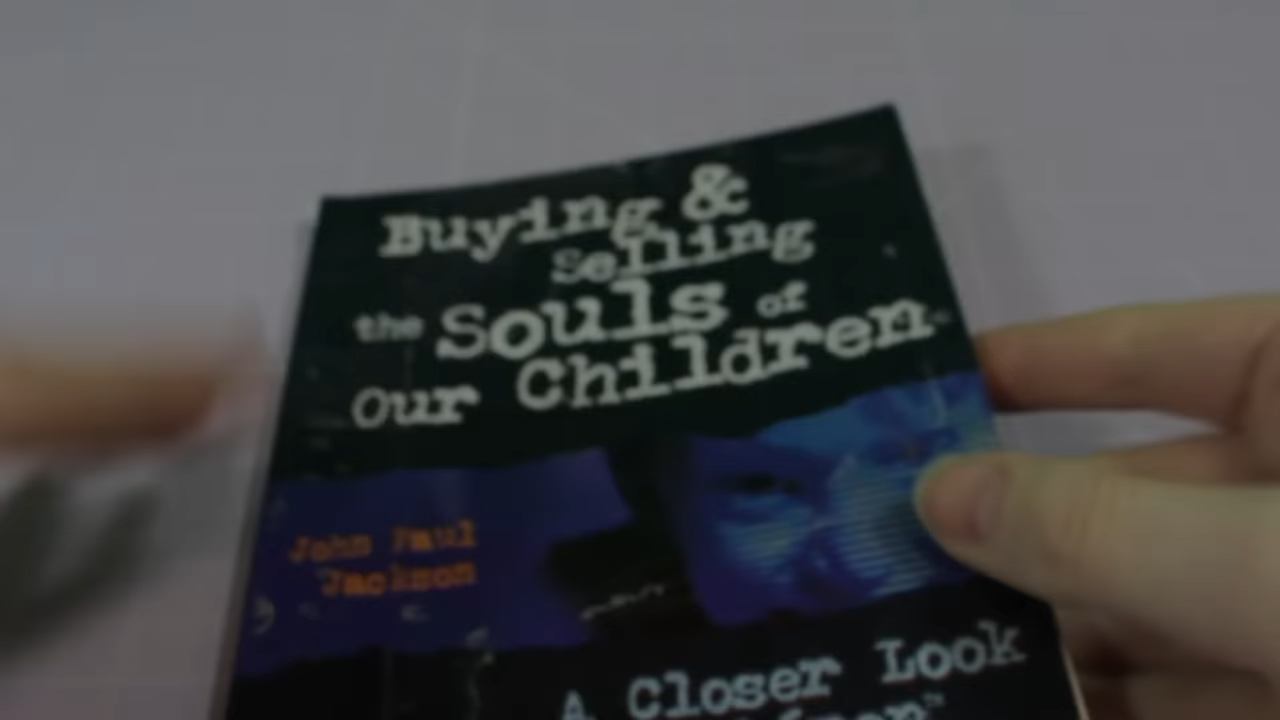 Buying &
Selling
the Souls of
Our Children
John Paul
Jackson
A Closer Look